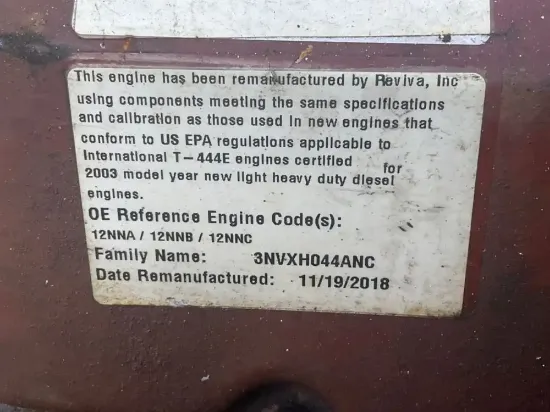 This engine has been remanufactured by Reviva, Inc
using components meeting the same specifications
and calibration as those used in new engines that
conform to US EPA regulations applicable to
International T-444E engines certified for
2003 model year new light heavy duty diesel
engines.
OE Reference Engine Code(s):
12NNA / 12NNB / 12NNC
Family Name: 3NVXH044ANC
Date Remanufactured: 11/19/2018